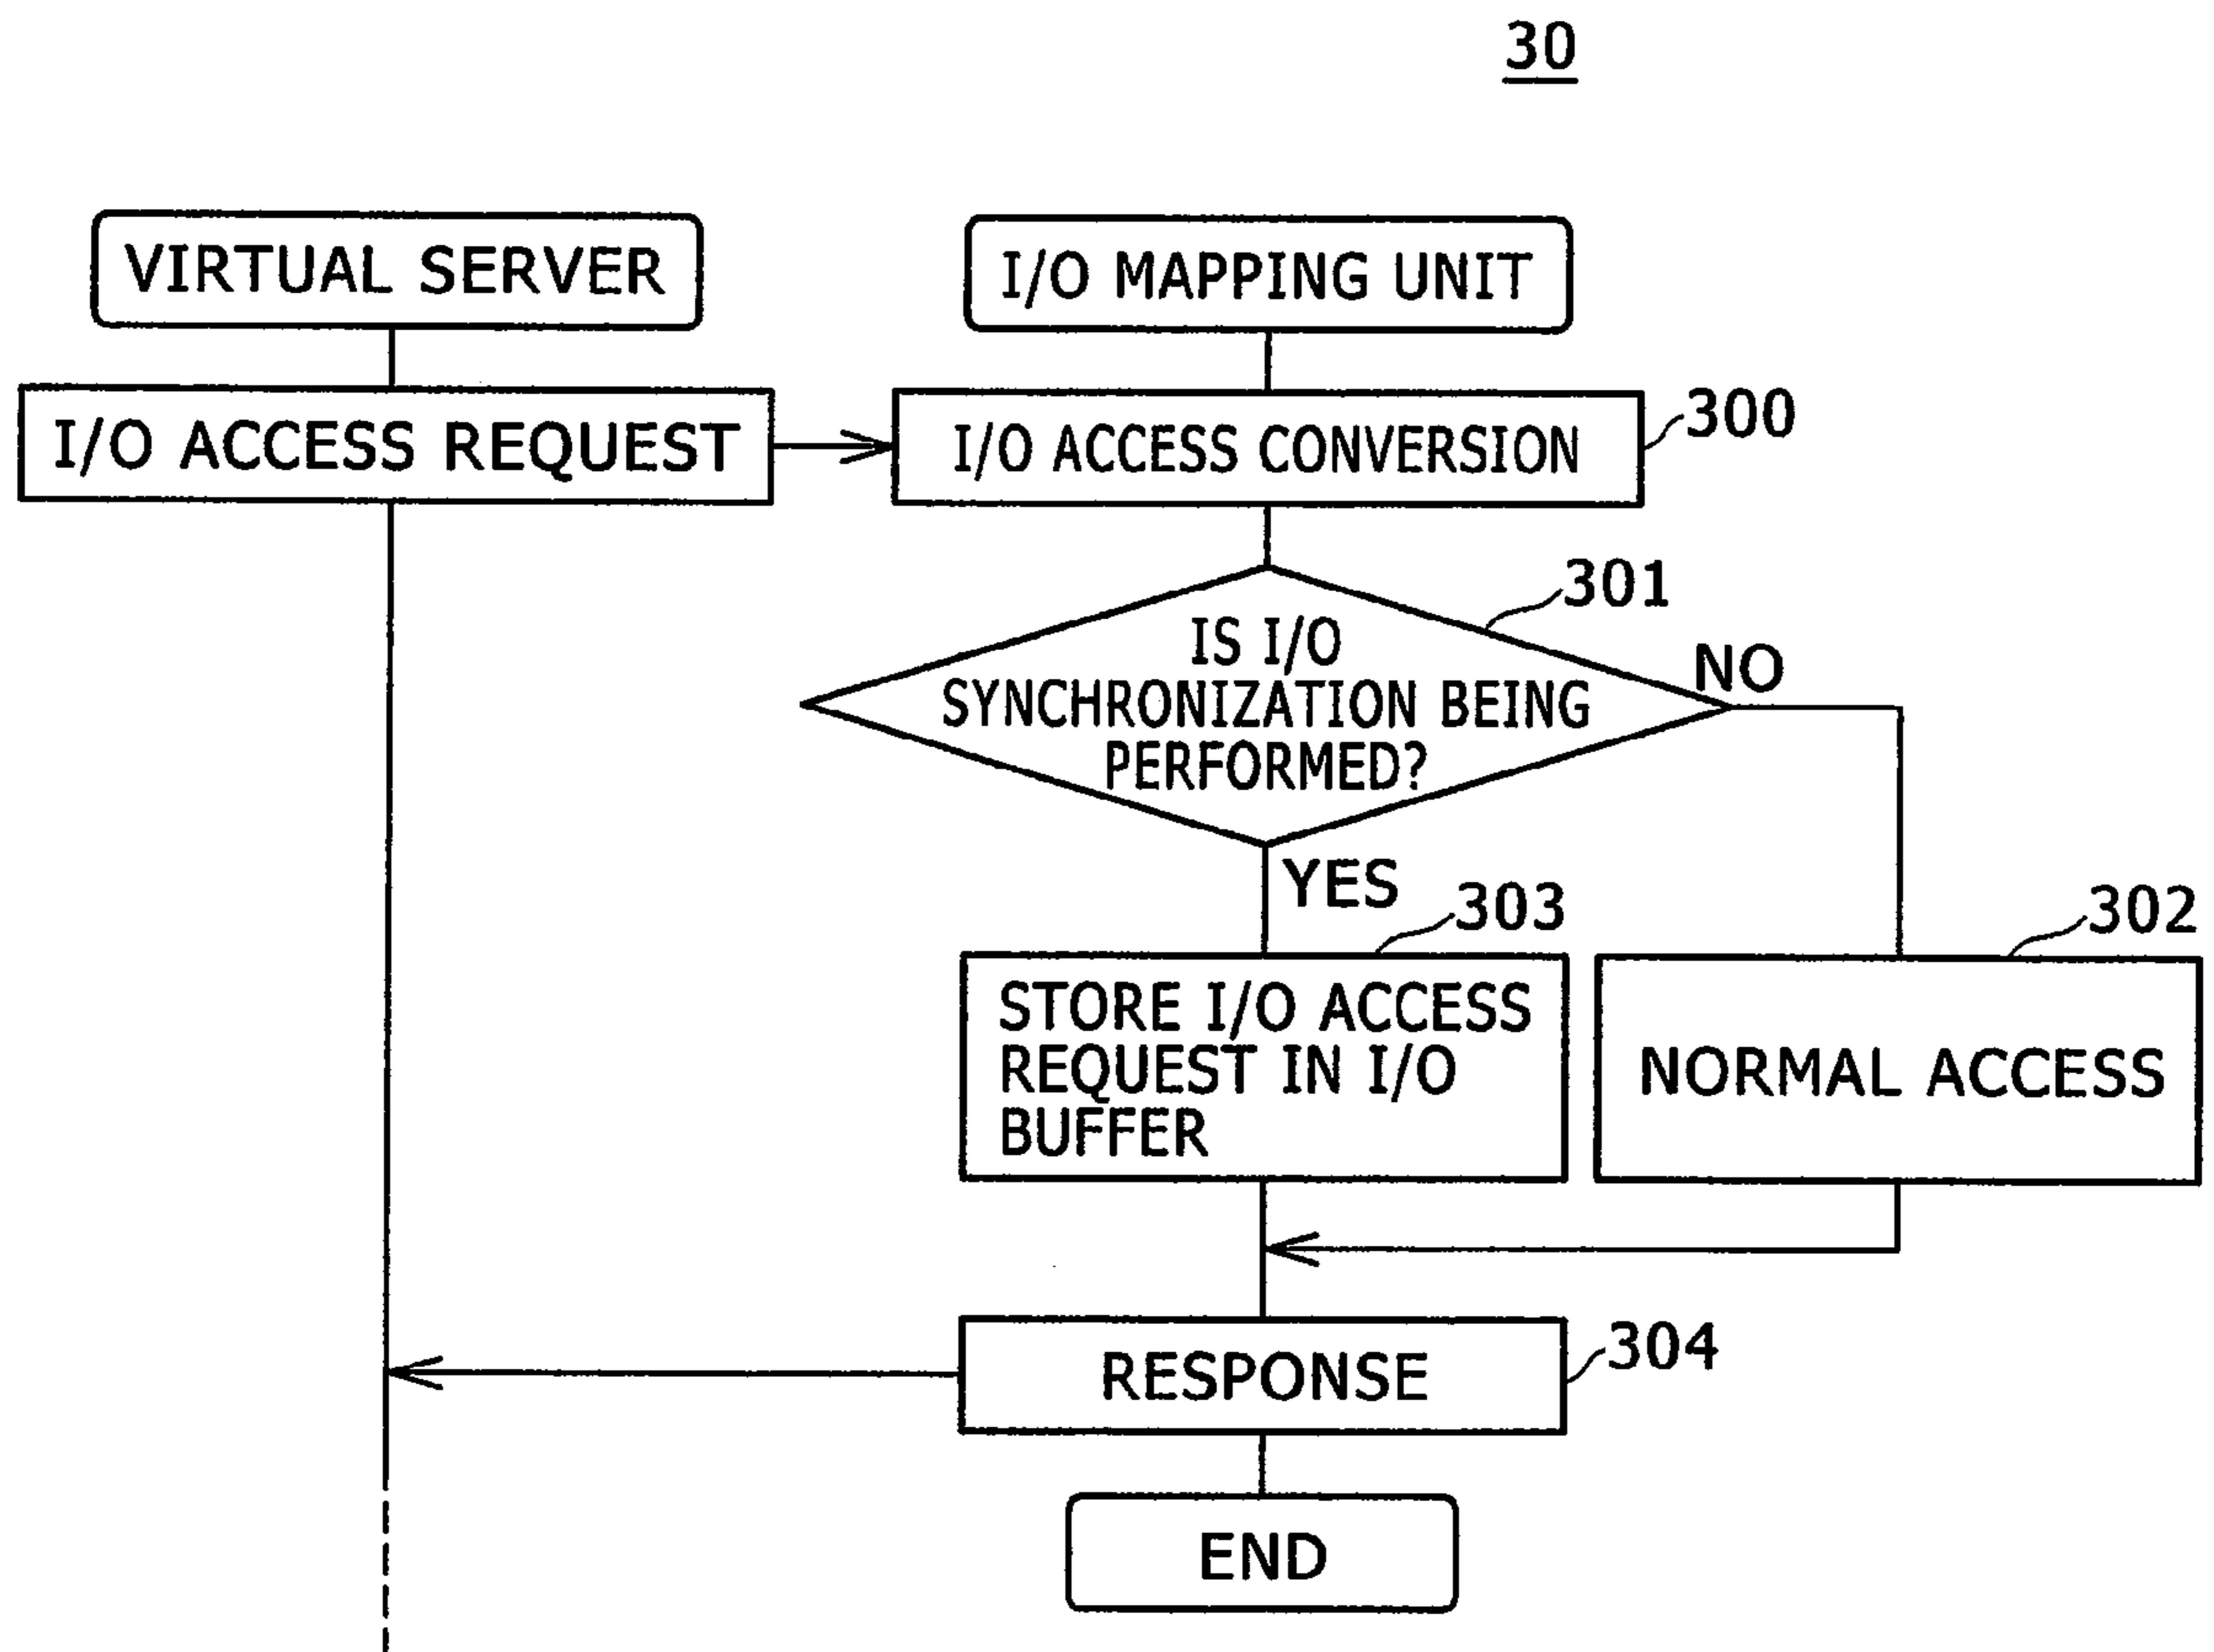 30
VIRTUAL SERVER
I/O MAPPING UNIT
I/O ACCESS REQUEST
I/O ACCESS CONVERSION
300
301
IS I/O
SYNCHRONIZATION BEING
PERFORMED?
NO
YES
303
302
STORE I/O ACCESS
REQUEST IN I/O
BUFFER
NORMAL ACCESS
RESPONSE
304
END